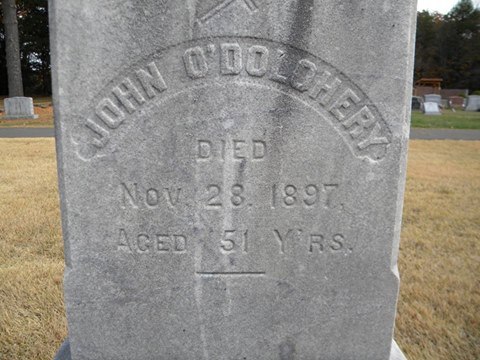 JOHN O'DOLOHERY
DIED
NOV. 28. 1897.
AGED 51 Y'RS.